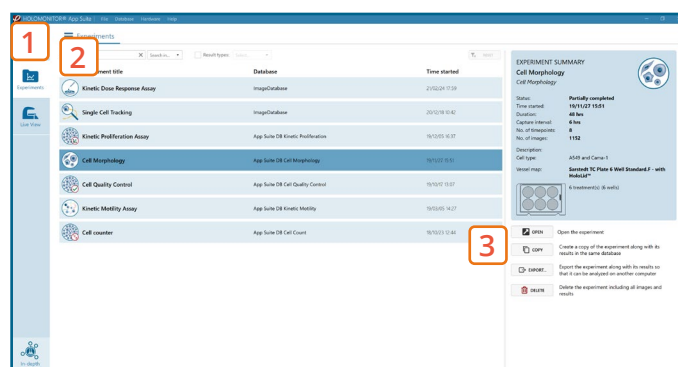 HOLOMONITOR® App Suite File Database Hardware Help
1
Experiments
2
X Search in...
Result types:
Experiments
Live View
In-depth
ment title Database Time started
Kinetic Dose Response Assay ImageDatabase 21/02/24 17:59
Single Cell Tracking ImageDatabase 20/12/18 10:42
Kinetic Proliferation Assay App Suite DB Kinetic Proliferation 19/12/05 16:37
Cell Morphology App Suite DB Cell Morphology 19/11/27 15:51
Cell Quality Control App Suite DB Cell Quality Control 19/10/17 13:07
Kinetic Motility Assay App Suite DB Kinetic Motility 19/03/05 14:27
Cell counter App Suite DB Cell Count 18/10/23 12:44
EXPERIMENT SUMMARY
Cell Morphology
Cell Morphology
Status: Partially completed
Time started: 19/11/27 15:51
Duration: 48 hrs
Capture interval: 6 hrs
No. of timepoints: 8
No. of images: 1152
Description:
Cell type: A549 and Cama-1
Vessel map: Sarstedt TC Plate 6 Well Standard.F - with
HoloLid™
6 treatment(s) (6 wells)
3
OPEN Open the experiment
COPY Create a copy of the experiment along with its
results in the same database
EXPORT... Export the experiment along with its results so
that it can be analyzed on another computer
DELETE Delete the experiment including all images and
results